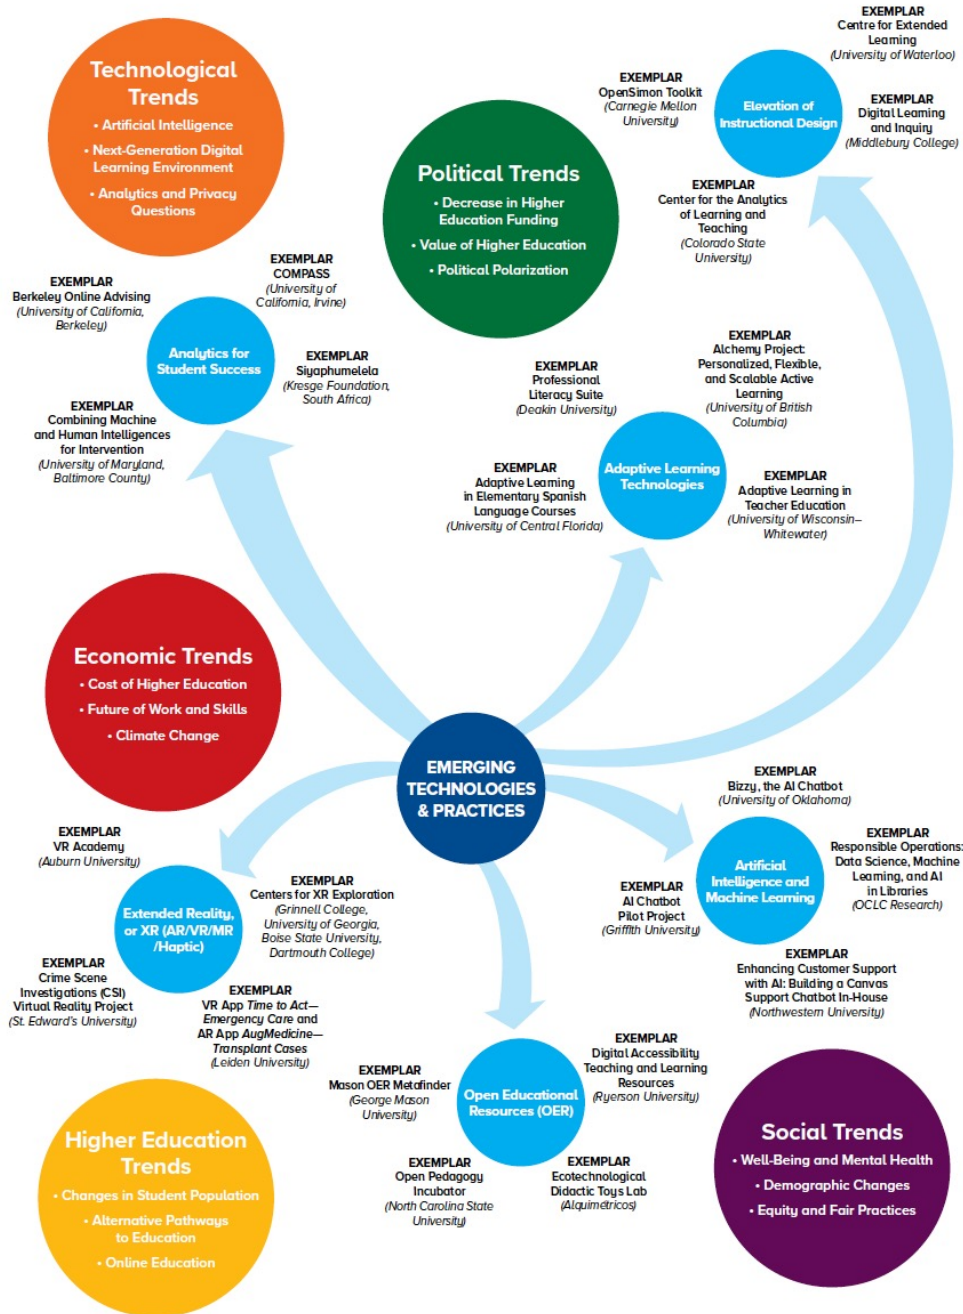 Technological
Trends
• Artificial Intelligence
• Next-Generation Digital
Learning Environment
• Analytics and Privacy
Questions
Political Trends
• Decrease in Higher
Education Funding
• Value of Higher Education
• Political Polarization
EXEMPLAR
OpenSimon Toolkit
(Carnegie Mellon
University)
Elevation of
Instructional Design
EXEMPLAR
Centre for Extended
Learning
(University of Waterloo)
EXEMPLAR
Digital Learning
and Inquiry
(Middlebury College)
EXEMPLAR
Center for the Analytics
of Learning and
Teaching
(Colorado State
University)
EXEMPLAR
Berkeley Online Advising
(University of California,
Berkeley)
EXEMPLAR
COMPASS
(University of
California, Irvine)
Analytics for
Student Success
EXEMPLAR
Siyaphumelela
(Kresge Foundation,
South Africa)
EXEMPLAR
Combining Machine
and Human Intelligences
for Intervention
(University of Maryland,
Baltimore County)
EXEMPLAR
Professional
Literacy Suite
(Deakin University)
EXEMPLAR
Alchemy Project:
Personalized, Flexible,
and Scalable Active
Learning
(University of British
Columbia)
Adaptive Learning
Technologies
EXEMPLAR
Adaptive Learning
in Elementary Spanish
Language Courses
(University of Central Florida)
EXEMPLAR
Adaptive Learning in
Teacher Education
(University of Wisconsin–
Whitewater)
Economic Trends
• Cost of Higher Education
• Future of Work and Skills
• Climate Change
EMERGING
TECHNOLOGIES
& PRACTICES
EXEMPLAR
Bizzy, the AI Chatbot
(University of Oklahoma)
Artificial
Intelligence and
Machine Learning
EXEMPLAR
Responsible Operations:
Data Science, Machine
Learning, and AI
in Libraries
(OCLC Research)
EXEMPLAR
AI Chatbot
Pilot Project
(Griffith University)
EXEMPLAR
Enhancing Customer Support
with AI: Building a Canvas
Support Chatbot In-House
(Northwestern University)
EXEMPLAR
VR Academy
(Auburn University)
Extended Reality,
or XR (AR/VR/MR
/Haptic)
EXEMPLAR
Centers for XR Exploration
(Grinnell College,
University of Georgia,
Boise State University,
Dartmouth College)
EXEMPLAR
Crime Scene
Investigations (CSI)
Virtual Reality Project
(St. Edward's University)
EXEMPLAR
VR App Time to Act—
Emergency Care and
AR App AugMedicine—
Transplant Cases
(Leiden University)
EXEMPLAR
Mason OER Metafinder
(George Mason
University)
Open Educational
Resources (OER)
EXEMPLAR
Digital Accessibility
Teaching and Learning
Resources
(Ryerson University)
EXEMPLAR
Open Pedagogy
Incubator
(North Carolina State
University)
EXEMPLAR
Ecotechnological
Didactic Toys Lab
(Alquimétricos)
Higher Education
Trends
• Changes in Student Population
• Alternative Pathways
to Education
• Online Education
Social Trends
• Well-Being and Mental Health
• Demographic Changes
• Equity and Fair Practices